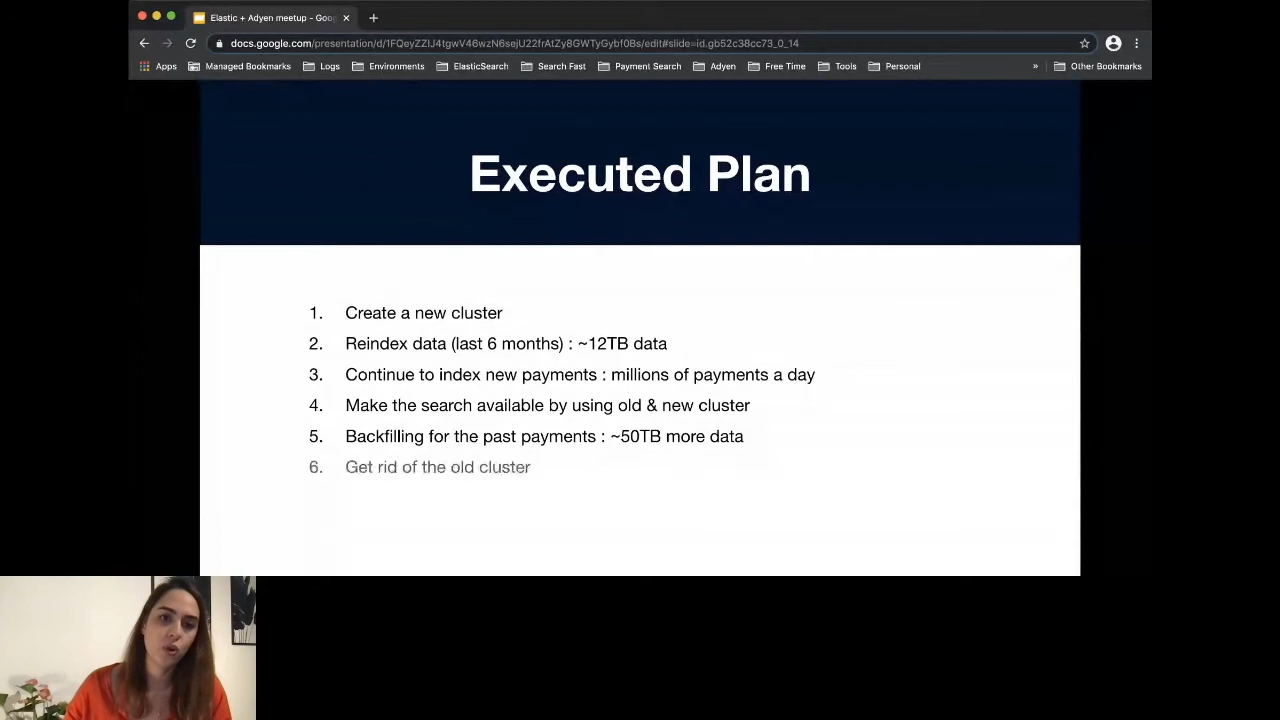 Elastic + Adyen meetup - Goog
docs.google.com/presentation/d/1FQeyZZIJ4tgwV46wzN6sejU22frAtZy8GWTyGybf0Bs/edit#slide=id.gb52c38cc73_0_14
Apps Managed Bookmarks Logs Environments ElasticSearch Search Fast Payment Search Adyen Free Time Tools Personal » Other Bookmarks
Executed Plan
1. Create a new cluster
2. Reindex data (last 6 months) : ~12TB data
3. Continue to index new payments : millions of payments a day
4. Make the search available by using old & new cluster
5. Backfilling for the past payments : ~50TB more data
6. Get rid of the old cluster